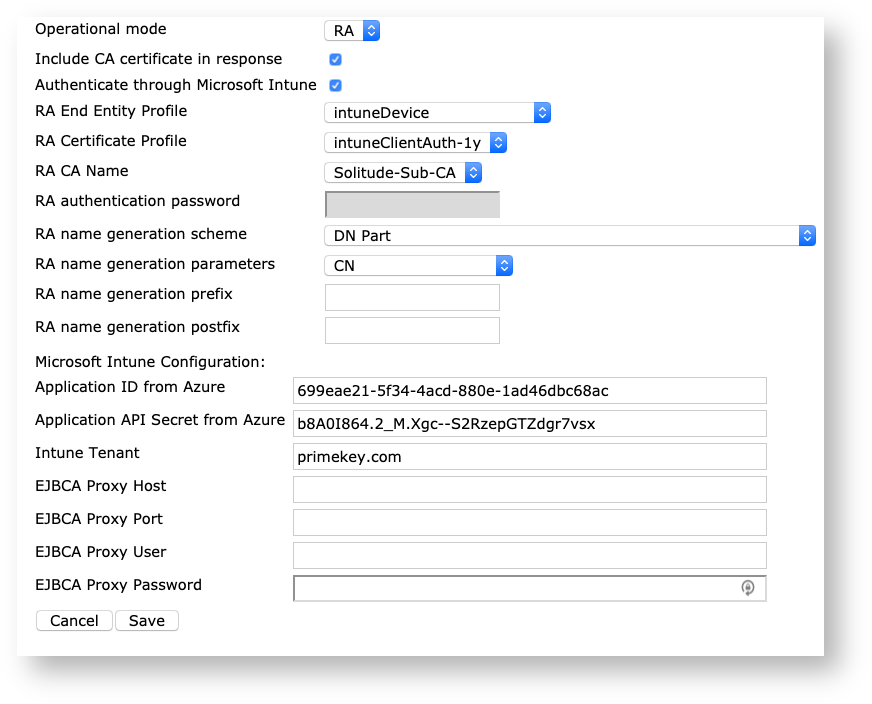 Operational mode RA
Include CA certificate in response
Authenticate through Microsoft Intune
RA End Entity Profile intuneDevice
RA Certificate Profile intuneClientAuth-1y
RA CA Name Solitude-Sub-CA
RA authentication password
RA name generation scheme DN Part
RA name generation parameters CN
RA name generation prefix
RA name generation postfix
Microsoft Intune Configuration:
Application ID from Azure 699eae21-5f34-4acd-880e-1ad46dbc68ac
Application API Secret from Azure b8A0I864.2_M.Xgc--S2RzepGTZdgr7vsx
Intune Tenant primekey.com
EJBCA Proxy Host
EJBCA Proxy Port
EJBCA Proxy User
EJBCA Proxy Password
Cancel Save